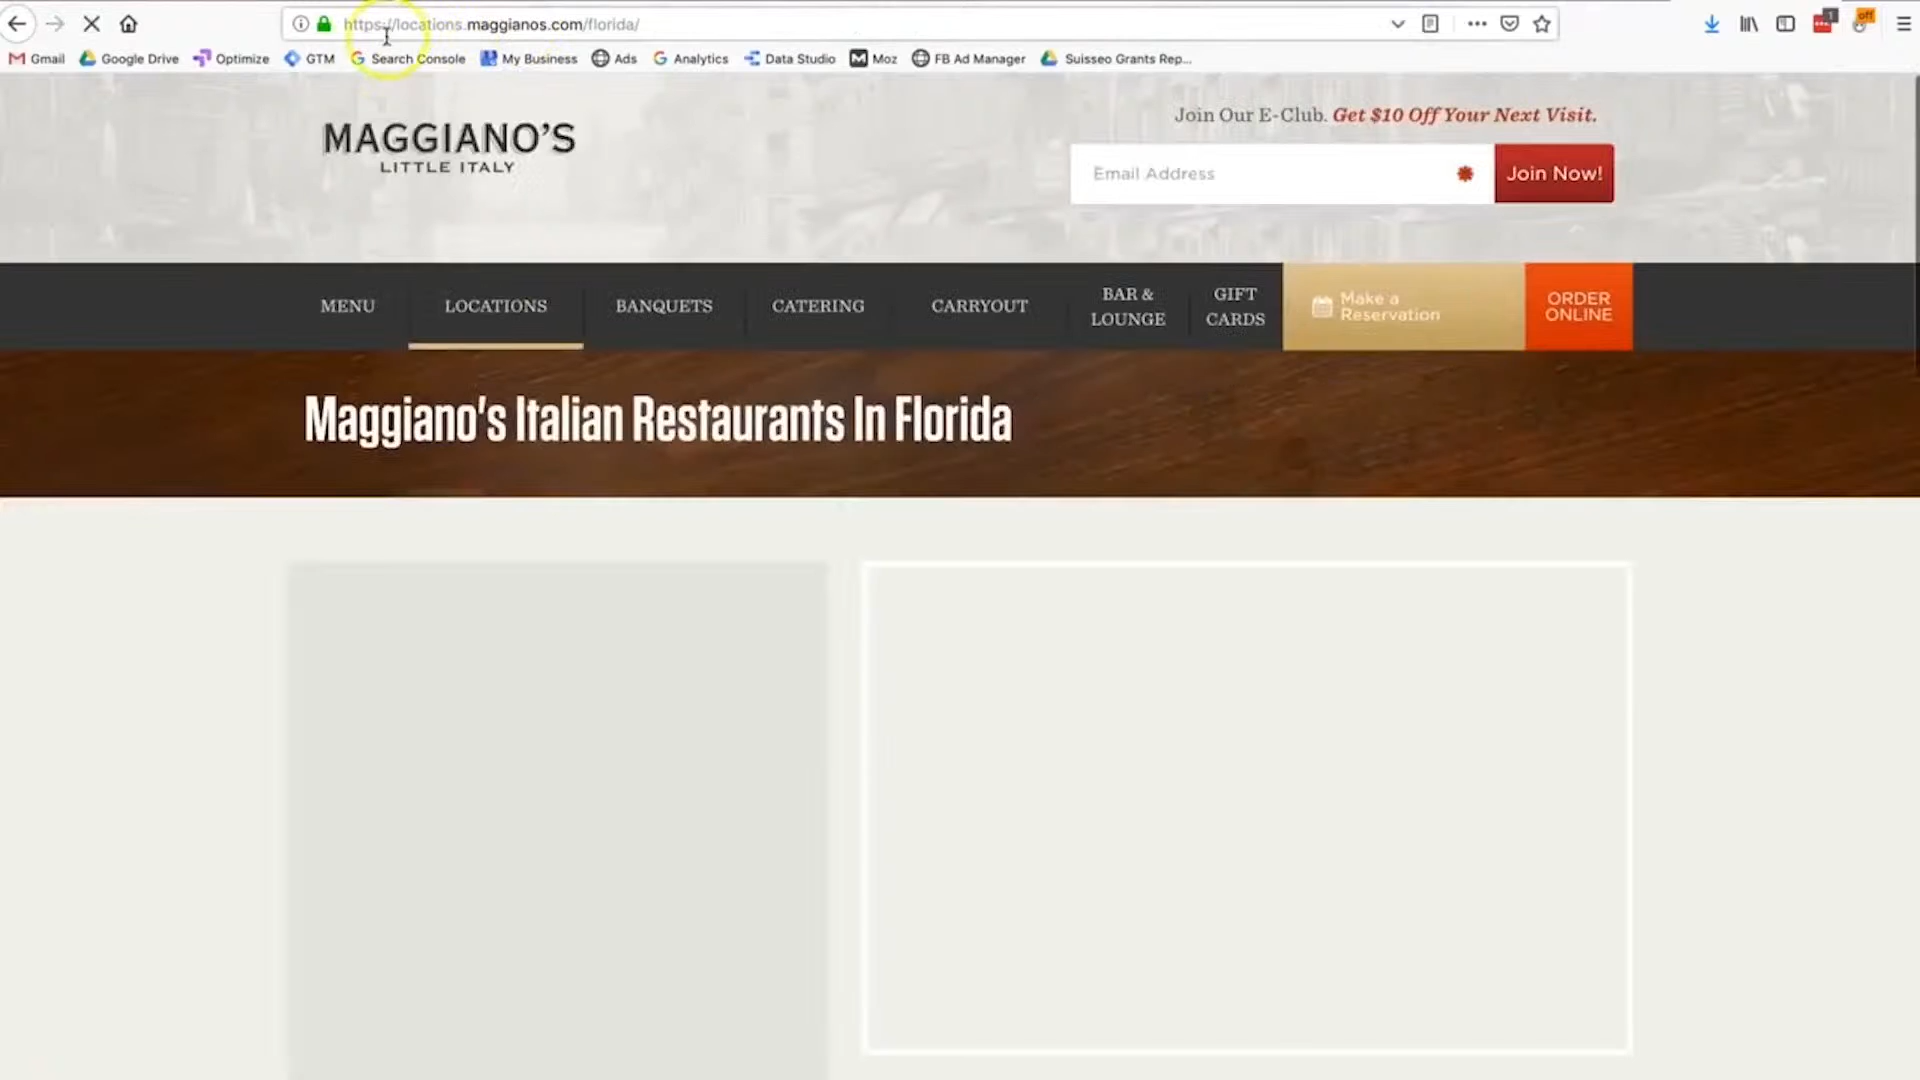 https://locations.maggianos.com/florida/
1
off
Gmail Google Drive Optimize GTM Search Console My Business Ads Analytics Data Studio Moz FB Ad Manager Suisseo Grants Rep...
Join Our E-Club. Get $10 Off Your Next Visit.
MAGGIANO'S
LITTLE ITALY
Email Address
Join Now!
MENU
LOCATIONS
BANQUETS
CATERING
CARRYOUT
BAR &
LOUNGE
GIFT
CARDS
Make a
Reservation
ORDER
ONLINE
Maggiano's Italian Restaurants In Florida